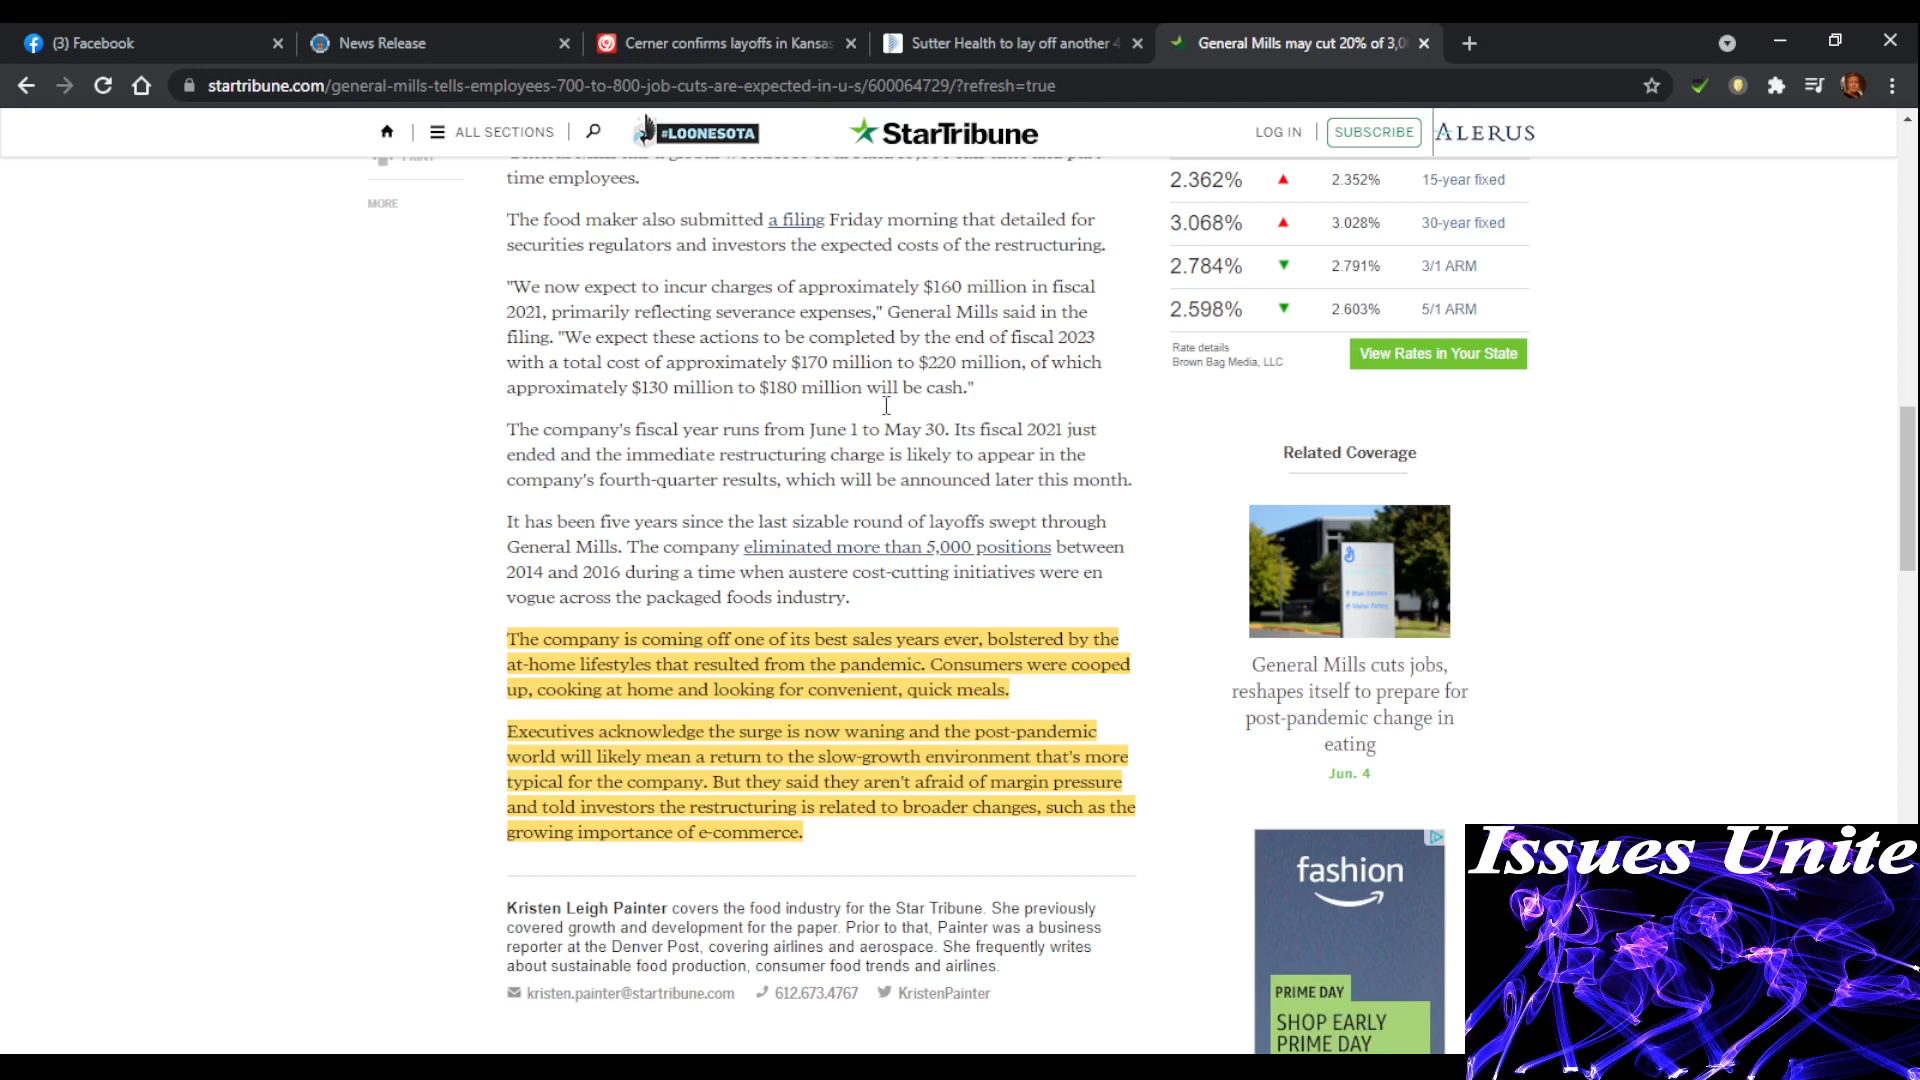 (3) Facebook
News Release
Cerner confirms layoffs in Kansas
Sutter Health to lay off another 4
General Mills may cut 20% of 3,0
startribune.com/general-mills-tells-employees-700-to-800-job-cuts-are-expected-in-u-s/600064729/?refresh=true
ALL SECTIONS
#LOONESOTA
StarTribune
LOG IN
SUBSCRIBE
ALERUS
PRINT
MORE
time employees.
The food maker also submitted a filing Friday morning that detailed for
securities regulators and investors the expected costs of the restructuring.
"We now expect to incur charges of approximately $160 million in fiscal
2021, primarily reflecting severance expenses," General Mills said in the
filing. "We expect these actions to be completed by the end of fiscal 2023
with a total cost of approximately $170 million to $220 million, of which
approximately $130 million to $180 million will be cash."
The company's fiscal year runs from June 1 to May 30. Its fiscal 2021 just
ended and the immediate restructuring charge is likely to appear in the
company's fourth-quarter results, which will be announced later this month.
It has been five years since the last sizable round of layoffs swept through
General Mills. The company eliminated more than 5,000 positions between
2014 and 2016 during a time when austere cost-cutting initiatives were en
vogue across the packaged foods industry.
The company is coming off one of its best sales years ever, bolstered by the
at-home lifestyles that resulted from the pandemic. Consumers were cooped
up, cooking at home and looking for convenient, quick meals.
Executives acknowledge the surge is now waning and the post-pandemic
world will likely mean a return to the slow-growth environment that's more
typical for the company. But they said they aren't afraid of margin pressure
and told investors the restructuring is related to broader changes, such as the
growing importance of e-commerce.
Kristen Leigh Painter covers the food industry for the Star Tribune. She previously
covered growth and development for the paper. Prior to that, Painter was a business
reporter at the Denver Post, covering airlines and aerospace. She frequently writes
about sustainable food production, consumer food trends and airlines.
kristen.painter@startribune.com 612.673.4767 KristenPainter
2.362% 2.352% 15-year fixed
3.068% 3.028% 30-year fixed
2.784% 2.791% 3/1 ARM
2.598% 2.603% 5/1 ARM
Rate details
Brown Bag Media, LLC
View Rates in Your State
Related Coverage
General Mills cuts jobs,
reshapes itself to prepare for
post-pandemic change in
eating
Jun. 4
fashion
PRIME DAY
SHOP EARLY
PRIME DAY
Issues Unite